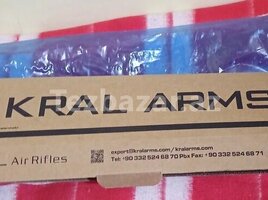 KRAL ARMS
Air Rifles
export@kralarms.com / kralarms.com
Tel: +90 332 524 68 70 Pbx Fax: +90 332 524 68 71